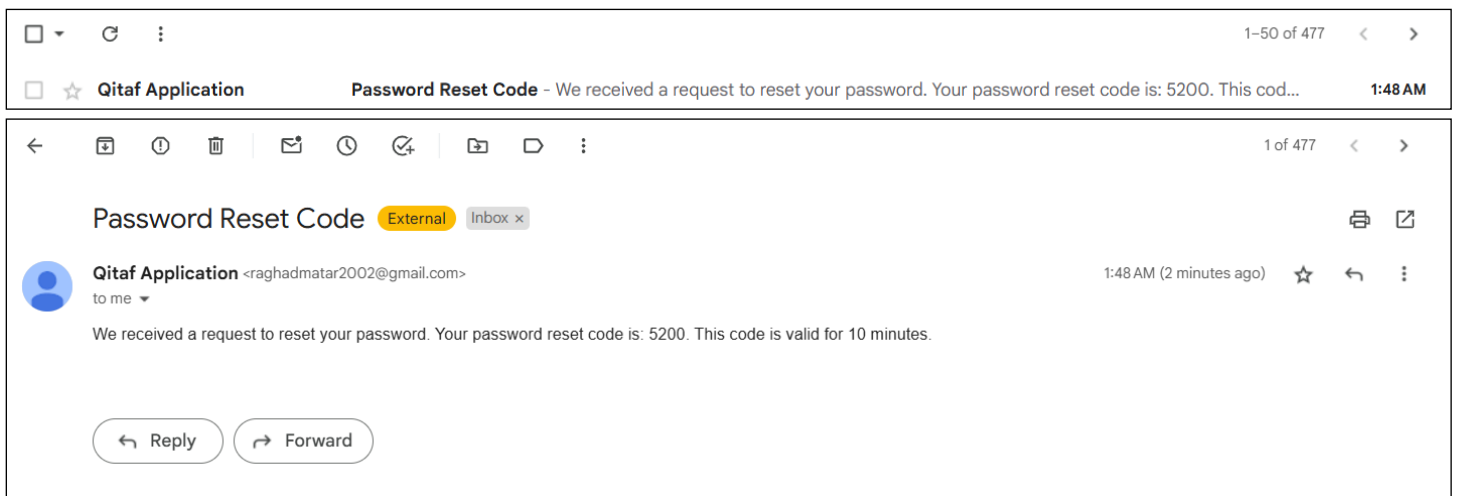 1–50 of 477
Qitaf Application Password Reset Code - We received a request to reset your password. Your password reset code is: 5200. This cod... 1:48 AM
1 of 477
Password Reset Code External Inbox ×
Qitaf Application <raghadmatar2002@gmail.com> 1:48 AM (2 minutes ago)
to me
We received a request to reset your password. Your password reset code is: 5200. This code is valid for 10 minutes.
Reply Forward